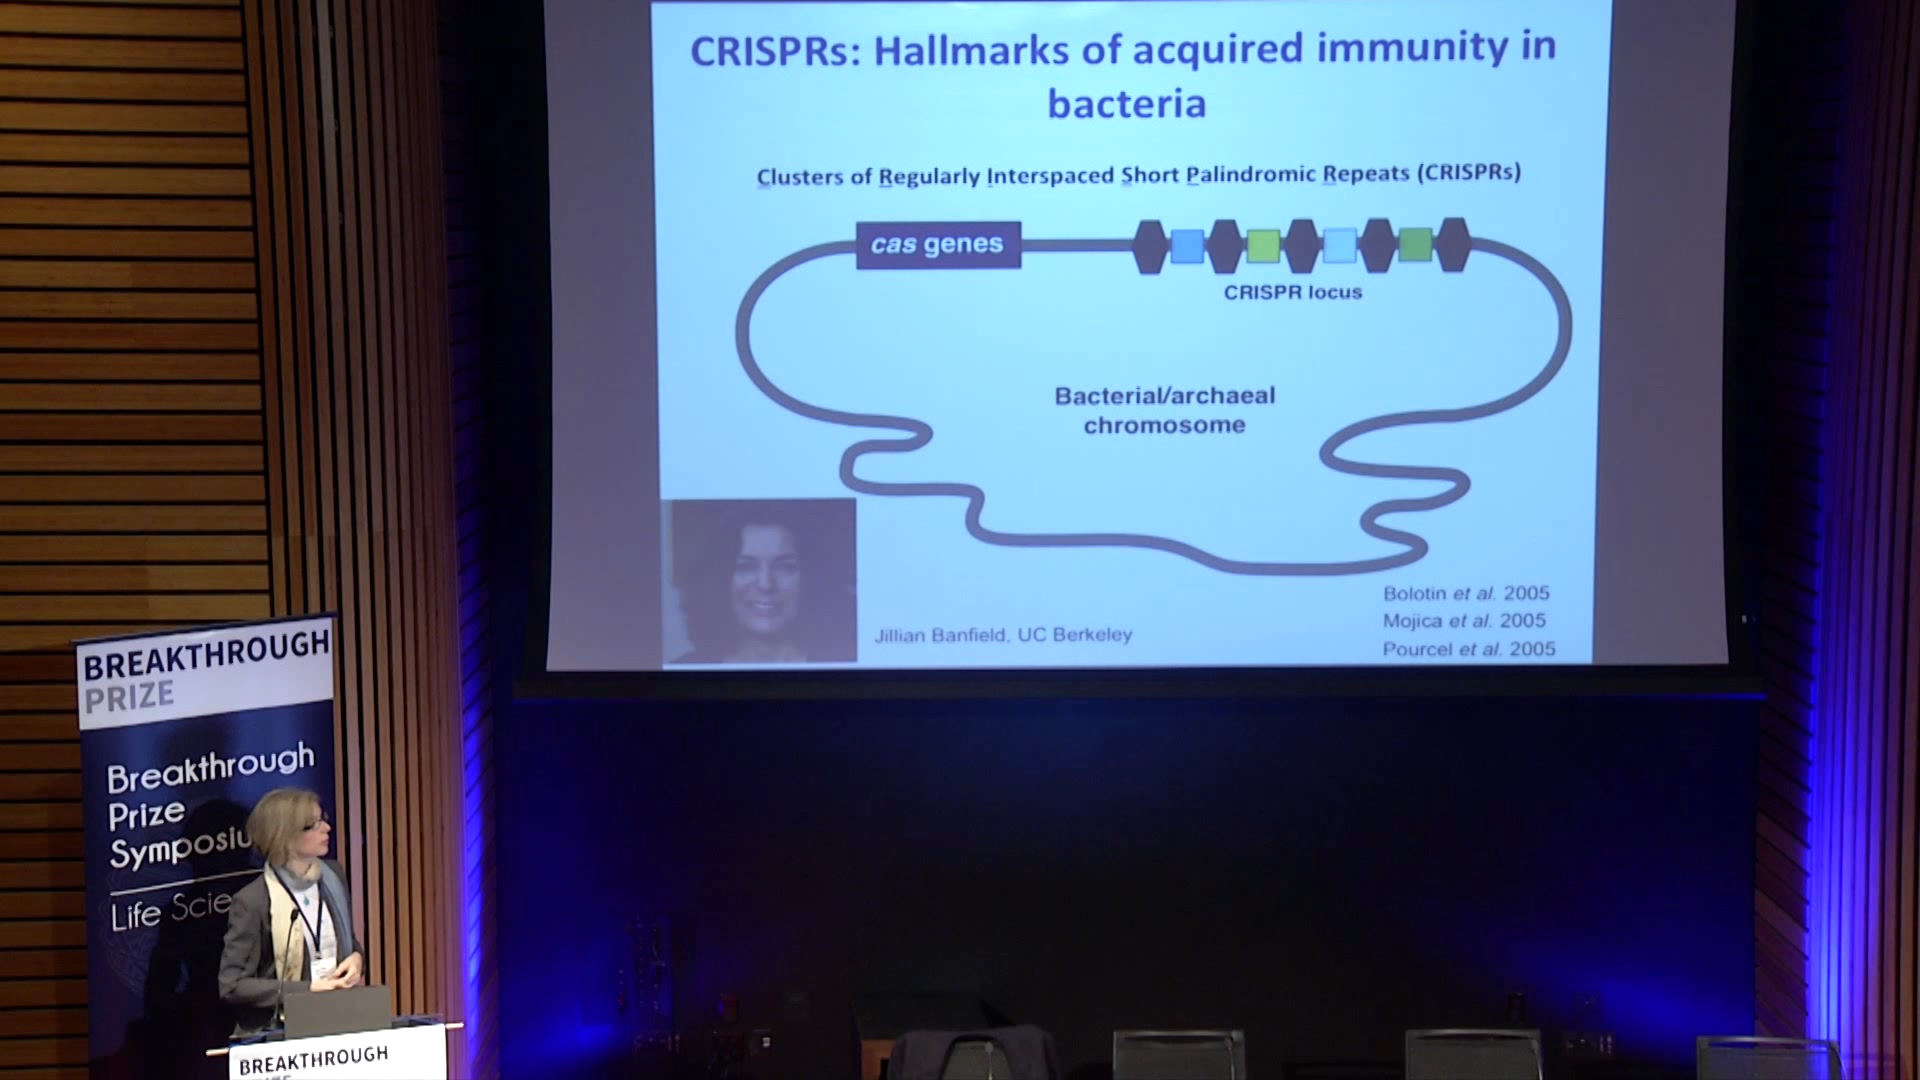 CRISPRs: Hallmarks of acquired immunity in
bacteria
Clusters of Regularly Interspaced Short Palindromic Repeats (CRISPRs)
cas genes
CRISPR locus
Bacterial/archaeal
chromosome
Jillian Banfield, UC Berkeley
Bolotin et al. 2005
Mojica et al. 2005
Pourcel et al. 2005
BREAKTHROUGH
PRIZE
Breakthrough
Prize
Symposiu
Life Scie
BREAKTHROUGH